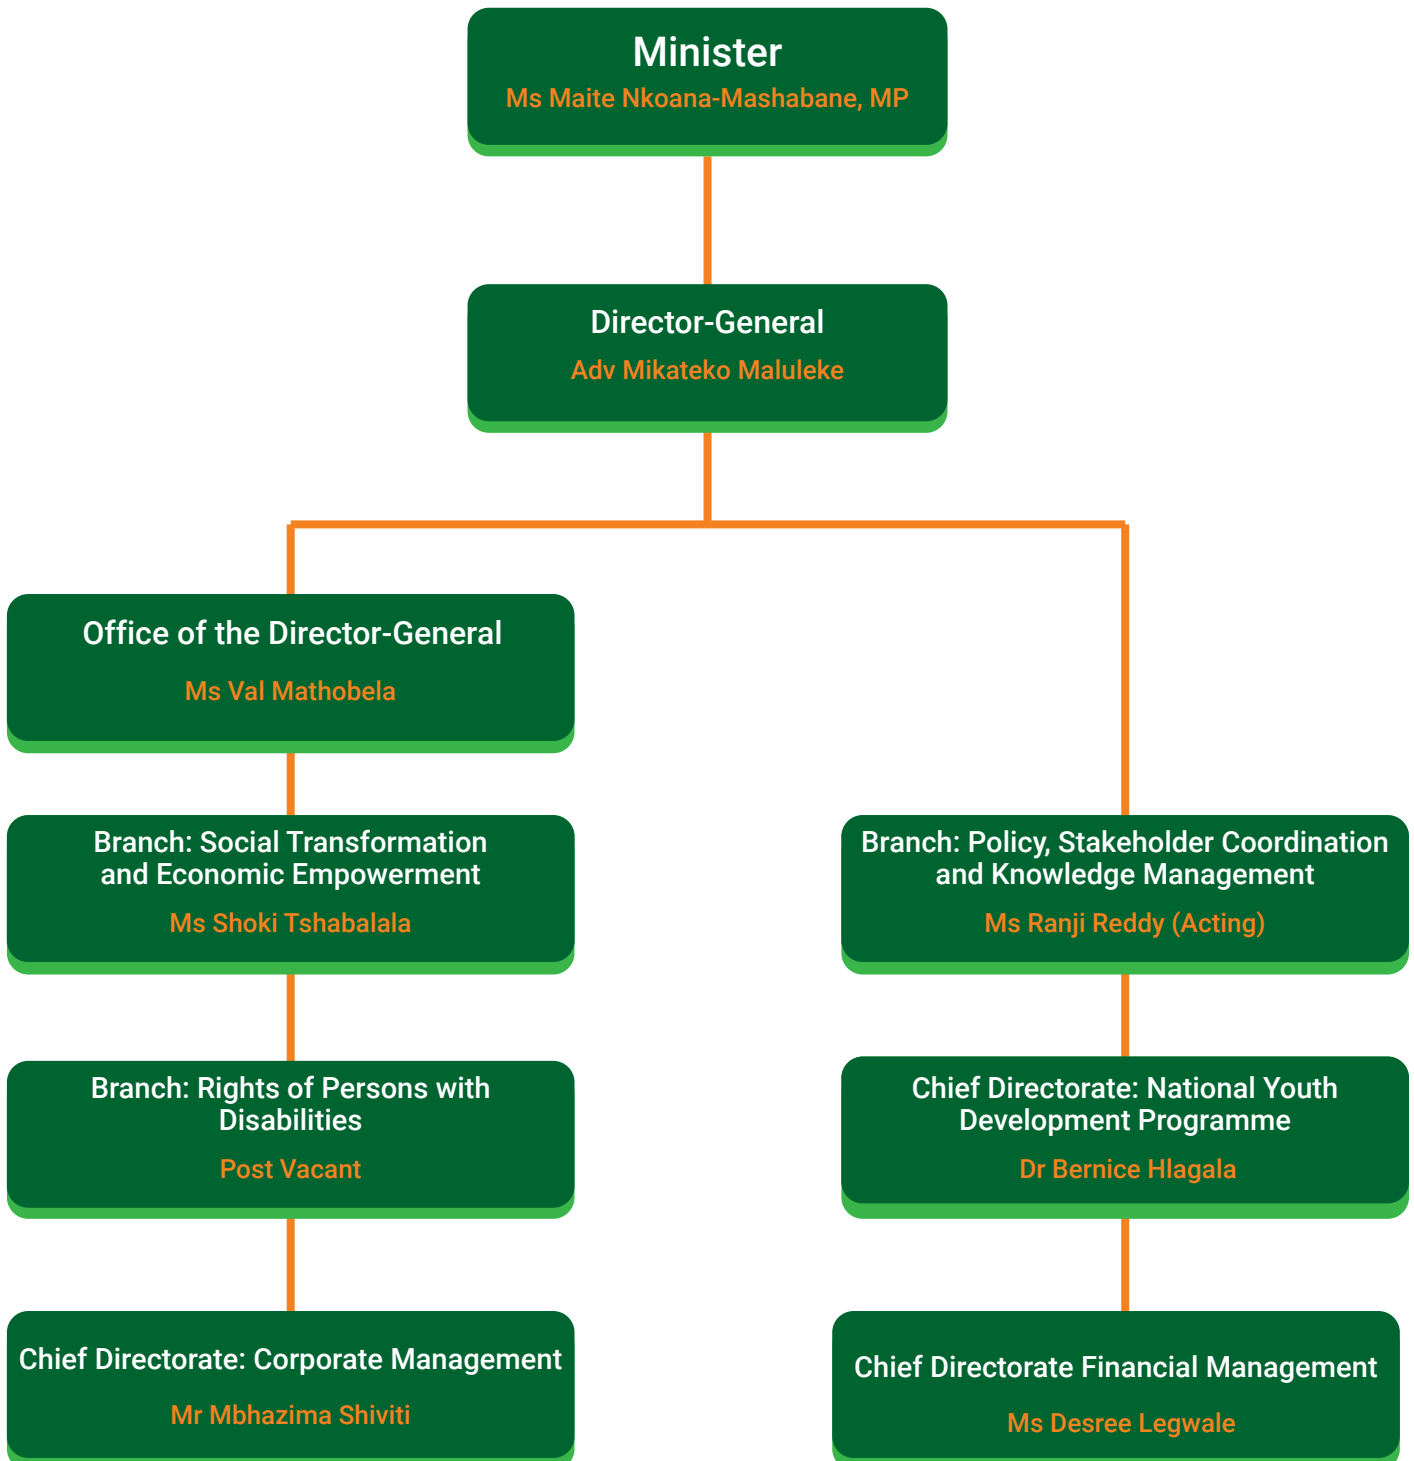 Minister
Ms Maite Nkoana-Mashabane, MP
Director-General
Adv Mikateko Maluleke
Office of the Director-General
Ms Val Mathobela
Branch: Social Transformation
and Economic Empowerment
Ms Shoki Tshabalala
Branch: Policy, Stakeholder Coordination
and Knowledge Management
Ms Ranji Reddy (Acting)
Branch: Rights of Persons with
Disabilities
Post Vacant
Chief Directorate: National Youth
Development Programme
Dr Bernice Hlagala
Chief Directorate: Corporate Management
Mr Mbhazima Shiviti
Chief Directorate Financial Management
Ms Desree Legwale